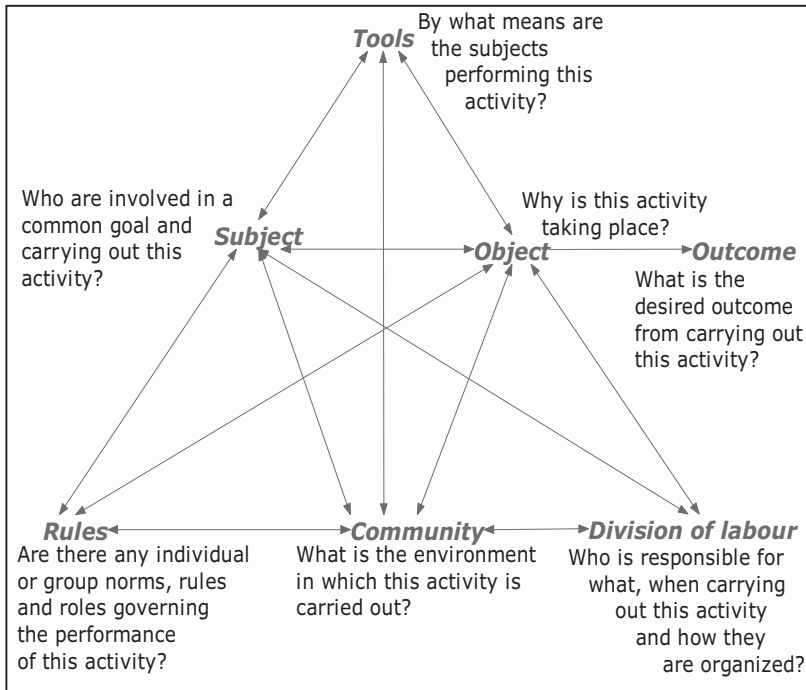 Tools
By what means are
the subjects
performing this
activity?
Who are involved in a
common goal and
carrying out this
activity?
Subject
Why is this activity
taking place?
Object
Outcome
What is the
desired outcome
from carrying out
this activity?
Rules
Are there any individual
or group norms, rules
and roles governing
the performance
of this activity?
Community
What is the environment
in which this activity is
carried out?
Division of labour
Who is responsible for
what, when carrying
out this activity
and how they
are organized?